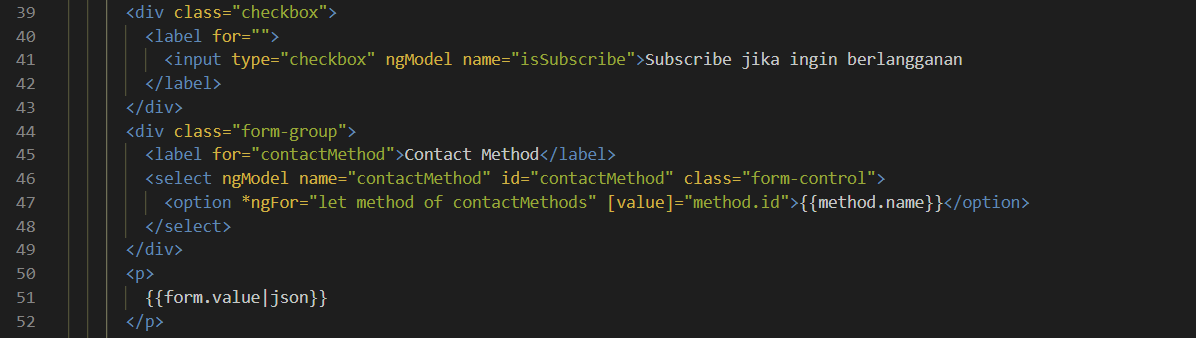 39 <div class="checkbox">
40 <label for="">
41 <input type="checkbox" ngModel name="isSubscribe">Subscribe jika ingin berlangganan
42 </label>
43 </div>
44 <div class="form-group">
45 <label for="contactMethod">Contact Method</label>
46 <select ngModel name="contactMethod" id="contactMethod" class="form-control">
47 <option *ngFor="let method of contactMethods" [value]="method.id">{{method.name}}</option>
48 </select>
49 </div>
50 <p>
51 {{form.value|json}}
52 </p>